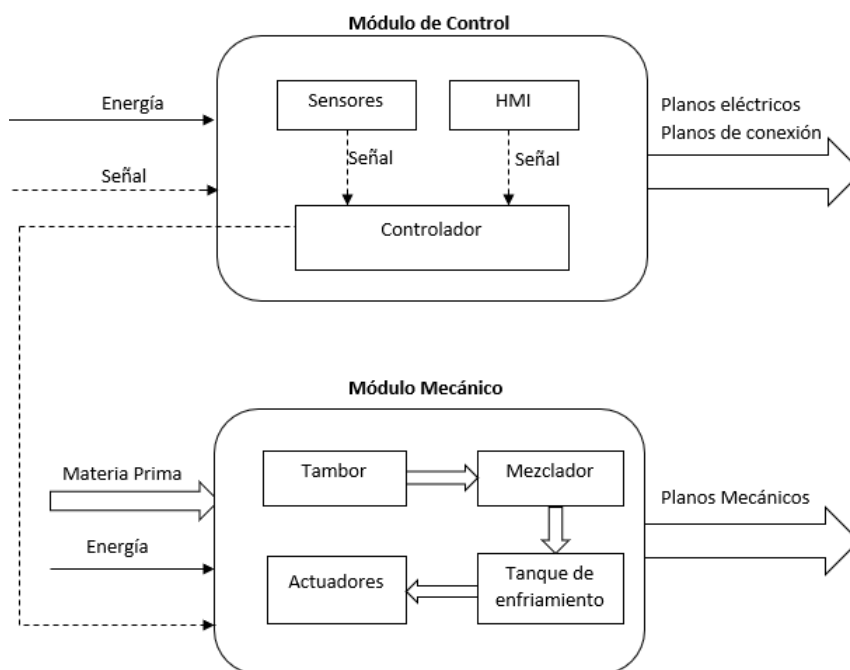 Módulo de Control
Energía
Señal
Sensores
HMI
Señal
Señal
Controlador
Planos eléctricos
Planos de conexión
Módulo Mecánico
Materia Prima
Energía
Tambor
Mezclador
Actuadores
Tanque de
enfriamiento
Planos Mecánicos